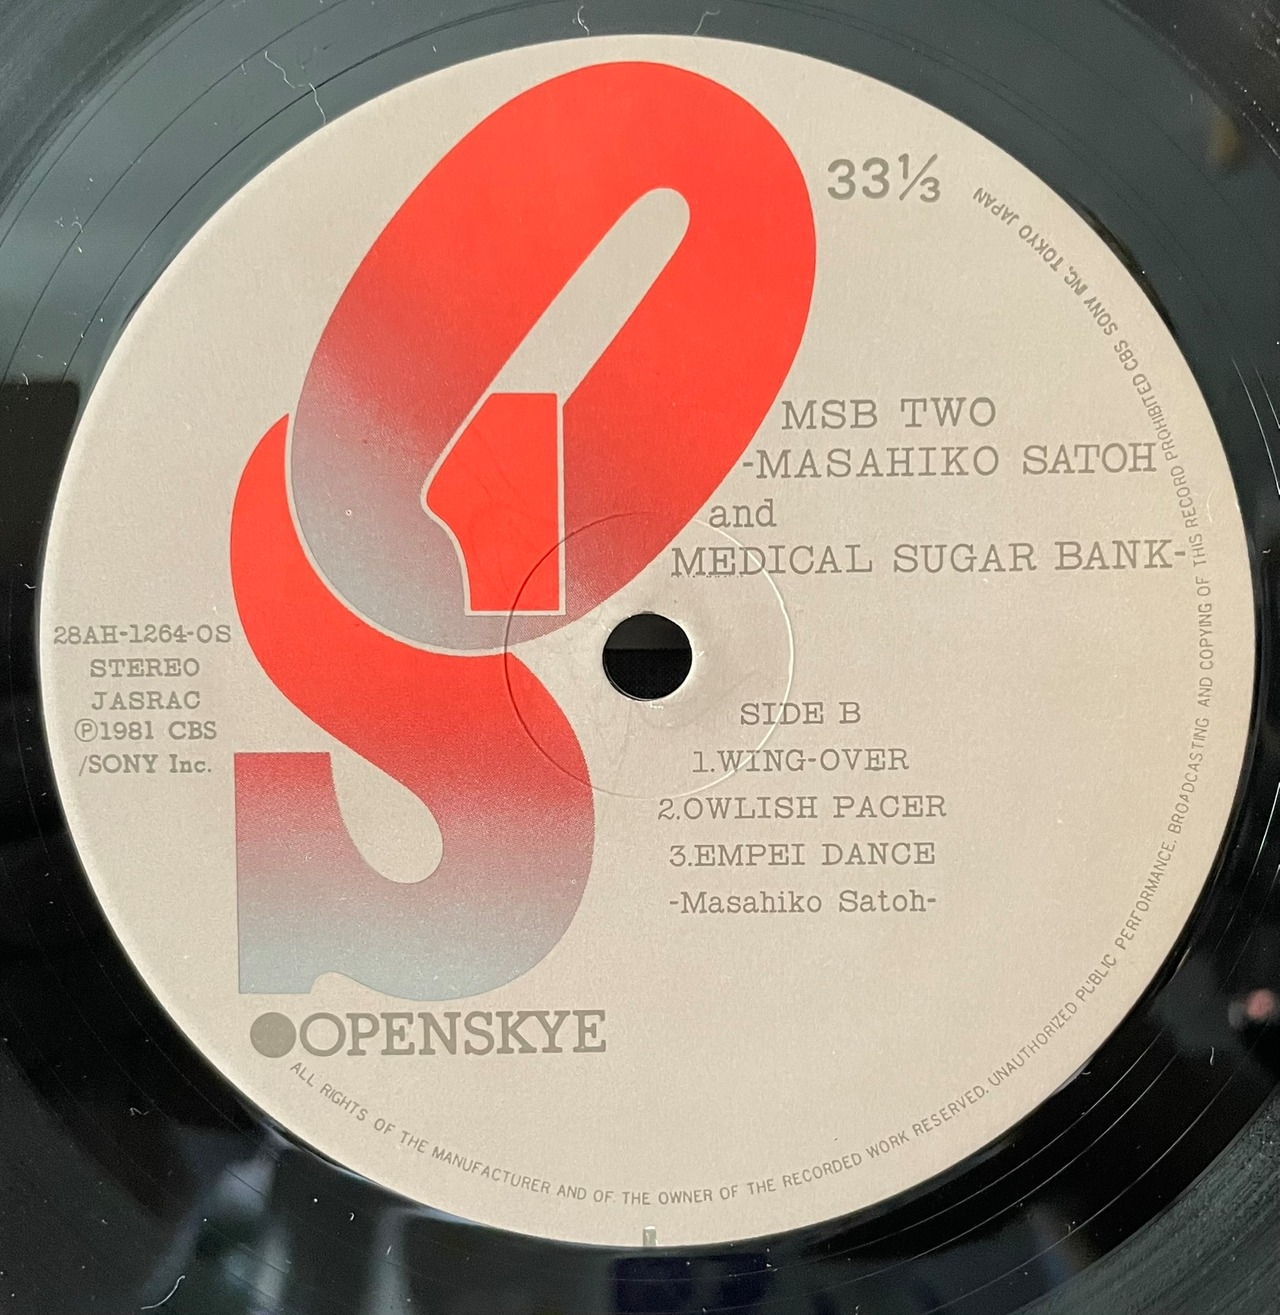 33⅓
MSB TWO
-MASAHIKO SATOH
and
MEDICAL SUGAR BANK-
28AH-1264-OS
STEREO
JASRAC
Ⓟ1981 CBS
/SONY Inc.
SIDE B
1.WING-OVER
2.OWLISH PACER
3.EMPEI DANCE
-Masahiko Satoh-
●OPENSKYE
ALL RIGHTS OF THE MANUFACTURER AND OF THE OWNER OF THE RECORDED WORK RESERVED. UNAUTHORIZED PUBLIC PERFORMANCE. BROADCASTING AND COPYING OF THIS RECORD PROHIBITED CBS SONY INC, TOKYO JAPAN